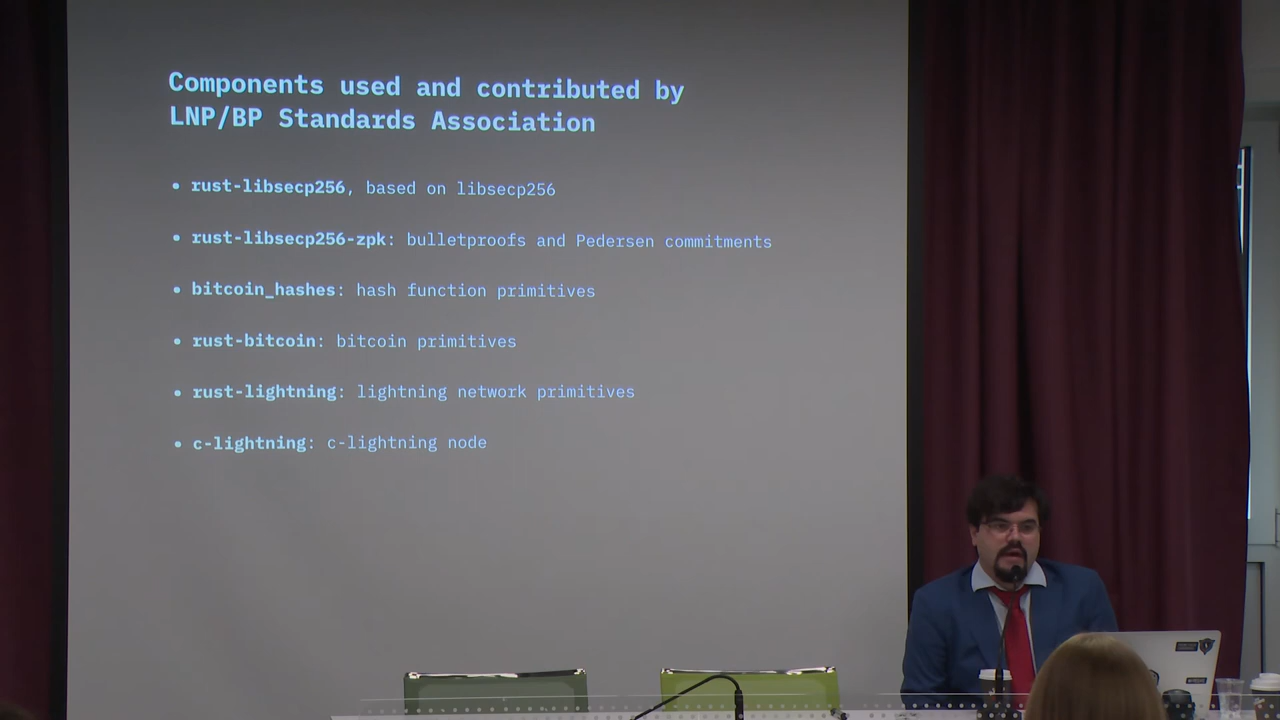 Components used and contributed by
LNP/BP Standards Association
• rust-libsecp256, based on libsecp256
• rust-libsecp256-zpk: bulletproofs and Pedersen commitments
• bitcoin_hashes: hash function primitives
• rust-bitcoin: bitcoin primitives
• rust-lightning: lightning network primitives
• c-lightning: c-lightning node